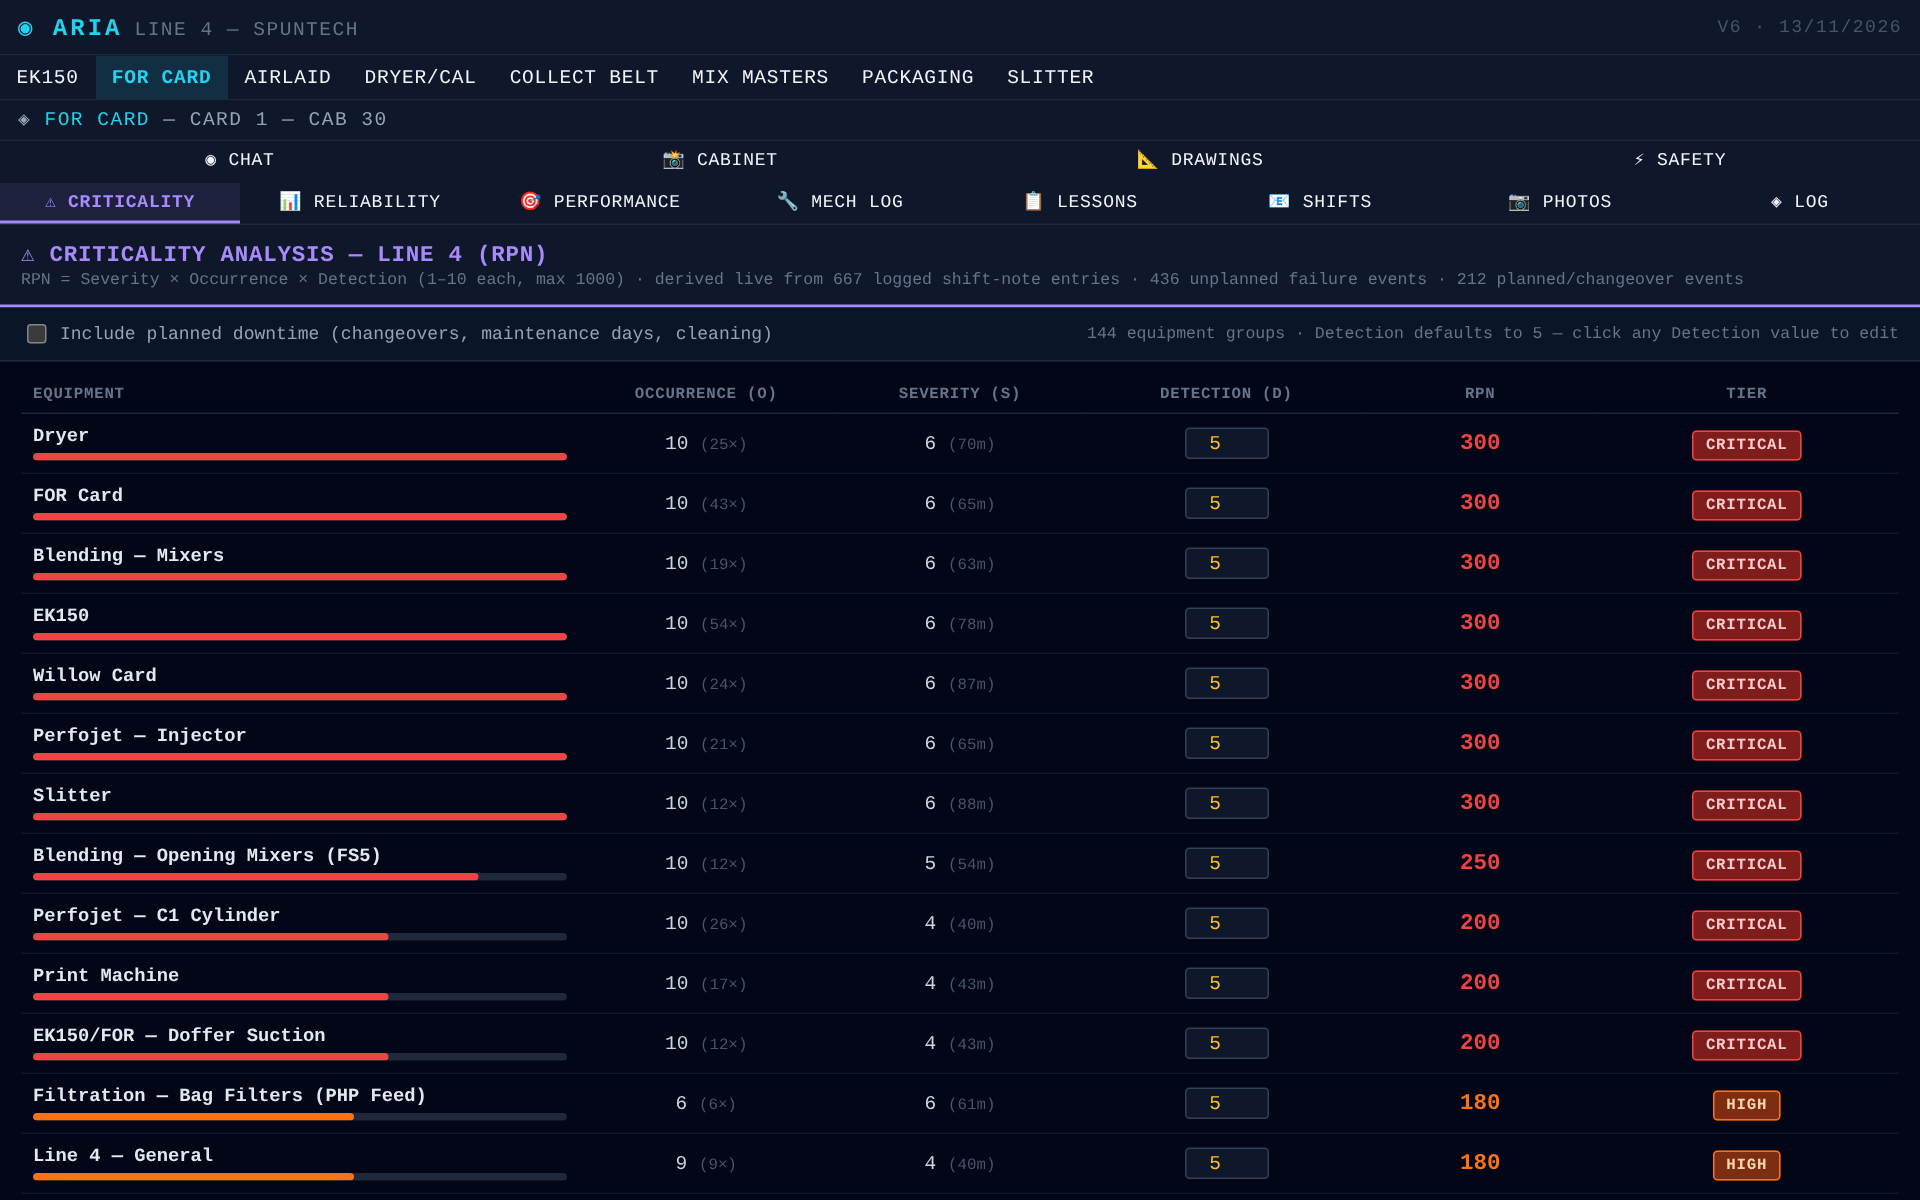 ◉ ARIA LINE 4 — SPUNTECH
V6 · 13/11/2026
EK150 FOR CARD AIRLAID DRYER/CAL COLLECT BELT MIX MASTERS PACKAGING SLITTER
◈ FOR CARD — CARD 1 — CAB 30
◉ CHAT 📸 CABINET 📐 DRAWINGS ⚡ SAFETY
⚠ CRITICALITY 📊 RELIABILITY 🎯 PERFORMANCE 🔧 MECH LOG 📋 LESSONS 📧 SHIFTS 📷 PHOTOS ◈ LOG
⚠ CRITICALITY ANALYSIS — LINE 4 (RPN)
RPN = Severity × Occurrence × Detection (1–10 each, max 1000) · derived live from 667 logged shift-note entries · 436 unplanned failure events · 212 planned/changeover events
Include planned downtime (changeovers, maintenance days, cleaning)
144 equipment groups · Detection defaults to 5 — click any Detection value to edit
EQUIPMENT OCCURRENCE (O) SEVERITY (S) DETECTION (D) RPN TIER
Dryer 10 (25×) 6 (70m) 5 300 CRITICAL
FOR Card 10 (43×) 6 (65m) 5 300 CRITICAL
Blending — Mixers 10 (19×) 6 (63m) 5 300 CRITICAL
EK150 10 (54×) 6 (78m) 5 300 CRITICAL
Willow Card 10 (24×) 6 (87m) 5 300 CRITICAL
Perfojet — Injector 10 (21×) 6 (65m) 5 300 CRITICAL
Slitter 10 (12×) 6 (88m) 5 300 CRITICAL
Blending — Opening Mixers (FS5) 10 (12×) 5 (54m) 5 250 CRITICAL
Perfojet — C1 Cylinder 10 (26×) 4 (40m) 5 200 CRITICAL
Print Machine 10 (17×) 4 (43m) 5 200 CRITICAL
EK150/FOR — Doffer Suction 10 (12×) 4 (43m) 5 200 CRITICAL
Filtration — Bag Filters (PHP Feed) 6 (6×) 6 (61m) 5 180 HIGH
Line 4 — General 9 (9×) 4 (40m) 5 180 HIGH